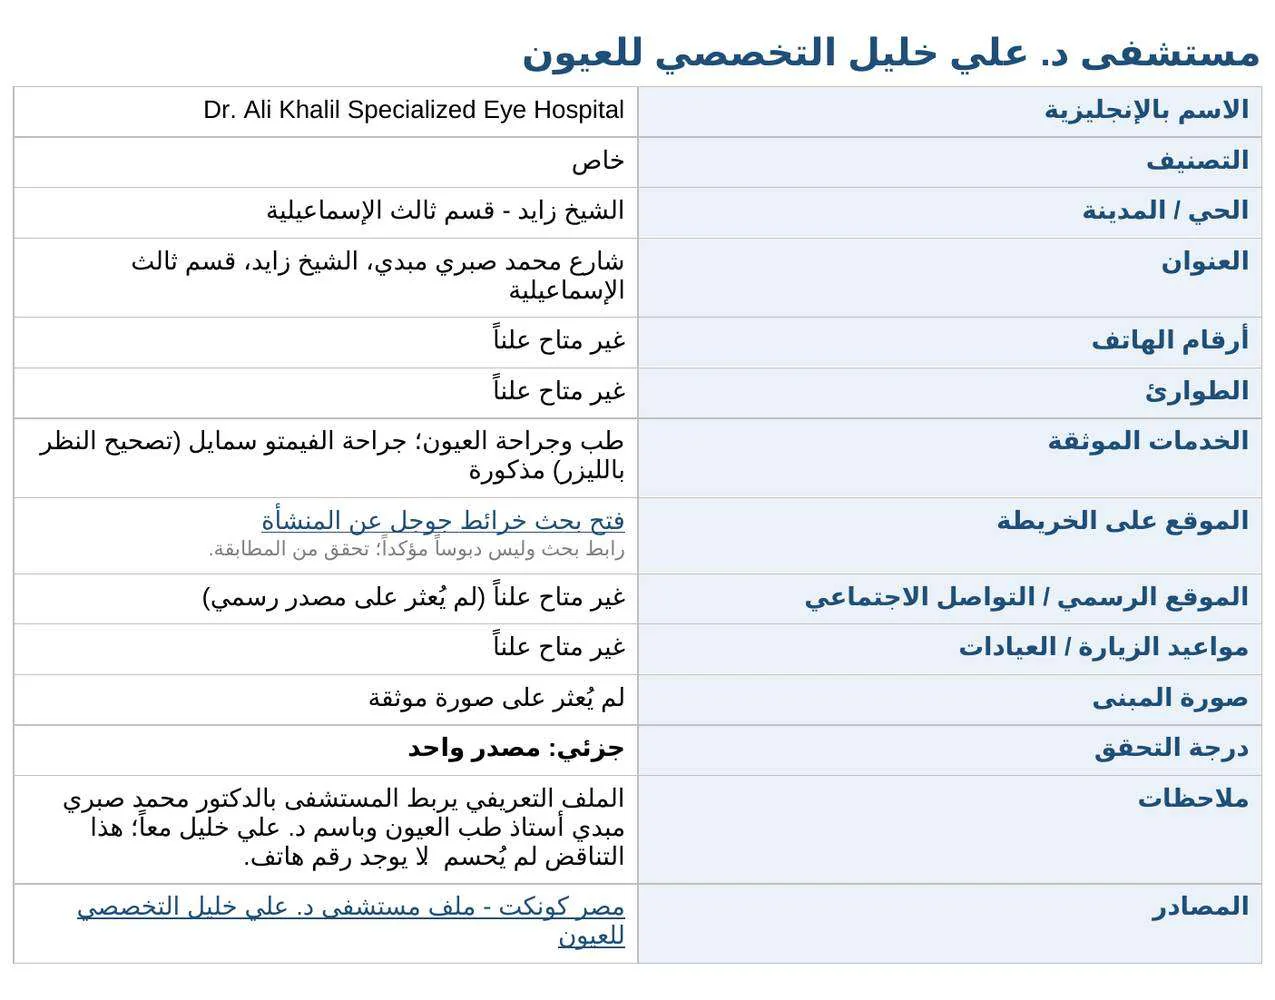 مستشفى د. علي خليل التخصصي للعيون
الاسم بالإنجليزية
Dr. Ali Khalil Specialized Eye Hospital
التصنيف
خاص
الحي / المدينة
الشيخ زايد - قسم ثالث الإسماعيلية
العنوان
شارع محمد صبري مبدي، الشيخ زايد، قسم ثالث
الإسماعيلية
أرقام الهاتف
غير متاح علناً
الطوارئ
غير متاح علناً
الخدمات الموثقة
طب وجراحة العيون؛ جراحة الفيمتو سمايل (تصحيح النظر
بالليزر) مذكورة
الموقع على الخريطة
فتح بحث خرائط جوجل عن المنشأة
رابط بحث وليس دبوساً مؤكداً؛ تحقق من المطابقة.
الموقع الرسمي / التواصل الاجتماعي
غير متاح علناً (لم يُعثر على مصدر رسمي)
مواعيد الزيارة / العيادات
غير متاح علناً
صورة المبنى
لم يُعثر على صورة موثقة
درجة التحقق
جزئي: مصدر واحد
ملاحظات
الملف التعريفي يربط المستشفى بالدكتور محمد صبري
مبدي أستاذ طب العيون وباسم د. علي خليل معاً؛ هذا
التناقض لم يُحسم  لا يوجد رقم هاتف.
المصادر
مصر كونكت - ملف مستشفى د. علي خليل التخصصي
للعيون